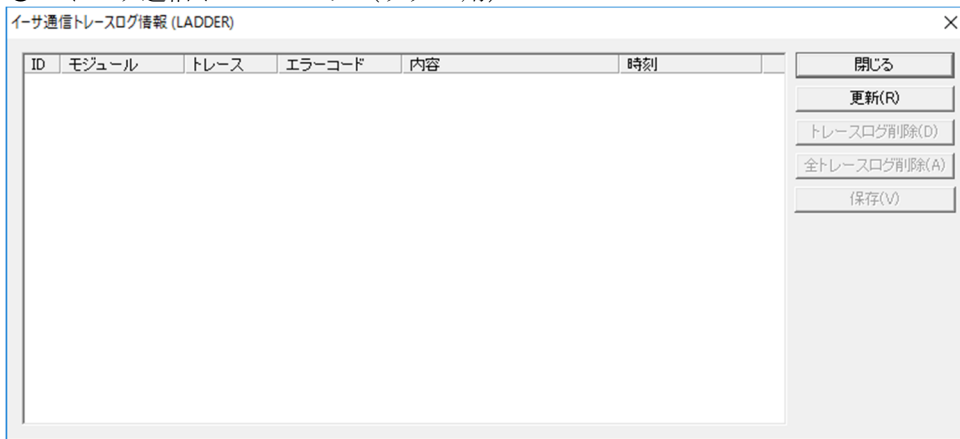 イーサ通信トレースログ情報 (LADDER)
ID モジュール トレース エラーコード 内容 時刻
閉じる
更新(R)
トレースログ削除(D)
全トレースログ削除(A)
保存(V)